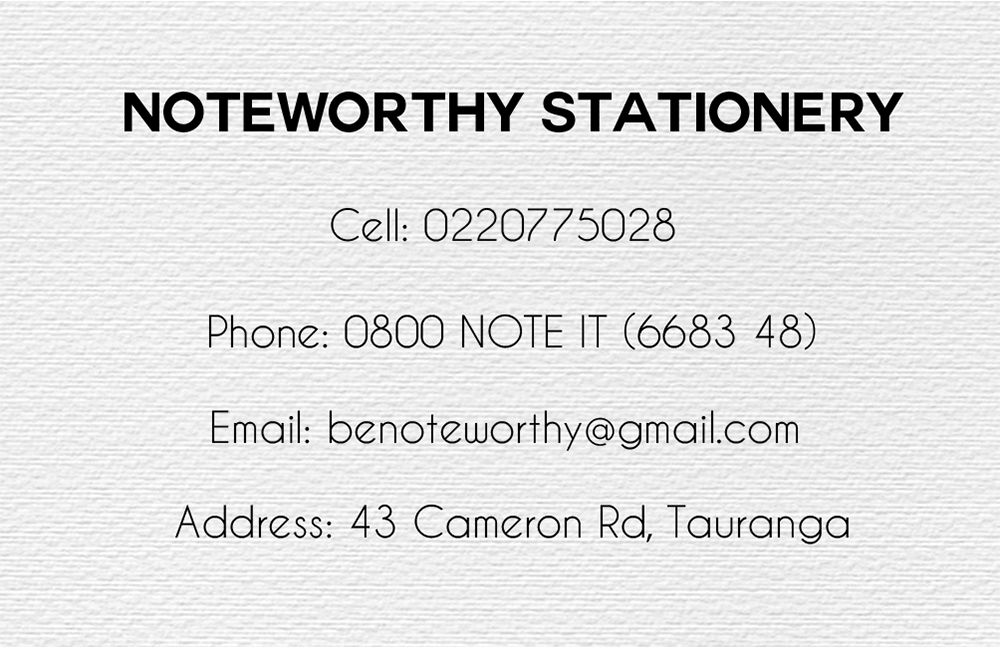 NOTEWORTHY STATIONERY
Cell: 0220775028
Phone: 0800 NOTE IT (6683 48)
Email: benoteworthy@gmail.com
Address: 43 Cameron Rd, Tauranga